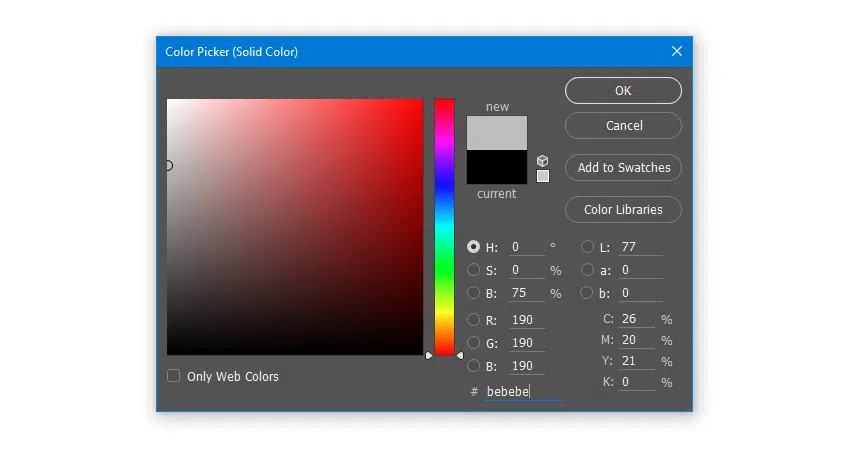 Color Picker (Solid Color)
new
current
OK
Cancel
Add to Swatches
Color Libraries
H: 0 °
S: 0 %
B: 75 %
R: 190
G: 190
B: 190
# bebebe
L: 77
a: 0
b: 0
C: 26 %
M: 20 %
Y: 21 %
K: 0 %
Only Web Colors